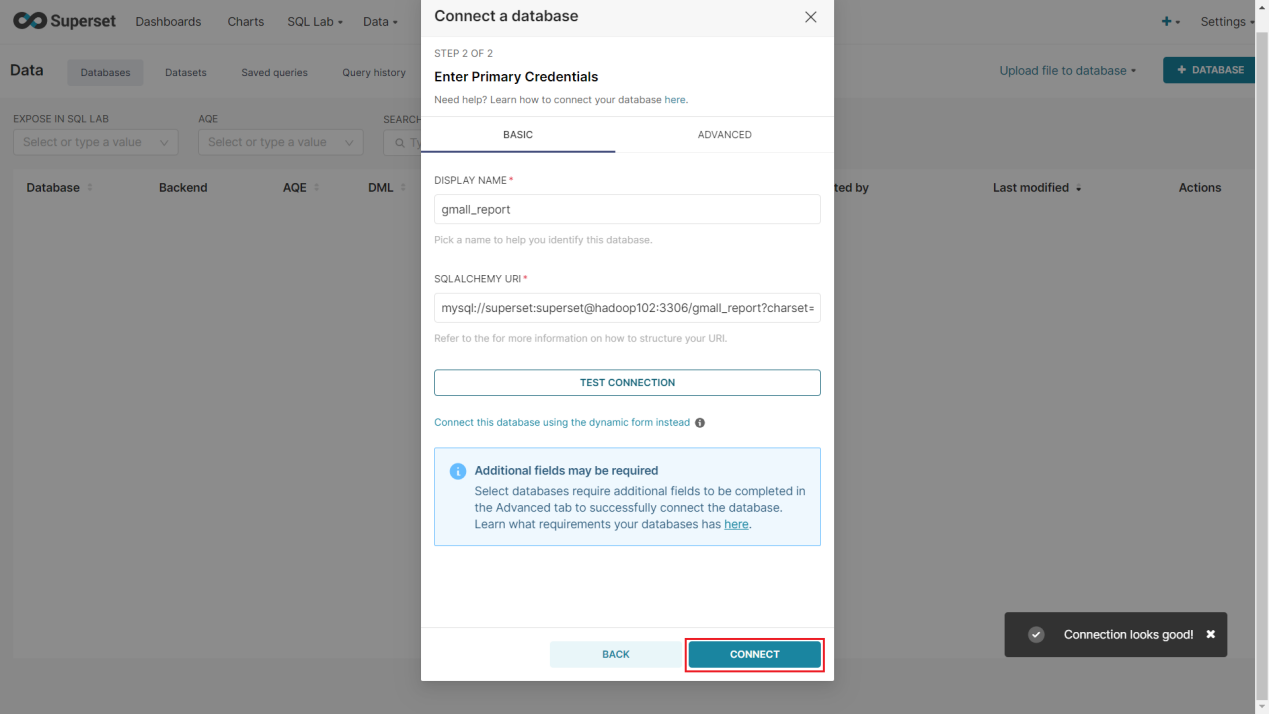 Superset Dashboards Charts SQL Lab Data Settings
Data Databases Datasets Saved queries Query history Upload file to database + DATABASE
EXPOSE IN SQL LAB AQE
Select or type a value Select or type a value
Database Backend AQE DML Last modified Actions
Connect a database
STEP 2 OF 2
Enter Primary Credentials
Need help? Learn how to connect your database here.
BASIC ADVANCED
DISPLAY NAME*
gmall_report
Pick a name to help you identify this database.
SQLALCHEMY URI*
mysql://superset:superset@hadoop102:3306/gmall_report?charset=
Refer to the for more information on how to structure your URI.
TEST CONNECTION
Connect this database using the dynamic form instead
Additional fields may be required
Select databases require additional fields to be completed in
the Advanced tab to successfully connect the database.
Learn what requirements your databases has here.
BACK CONNECT
Connection looks good!